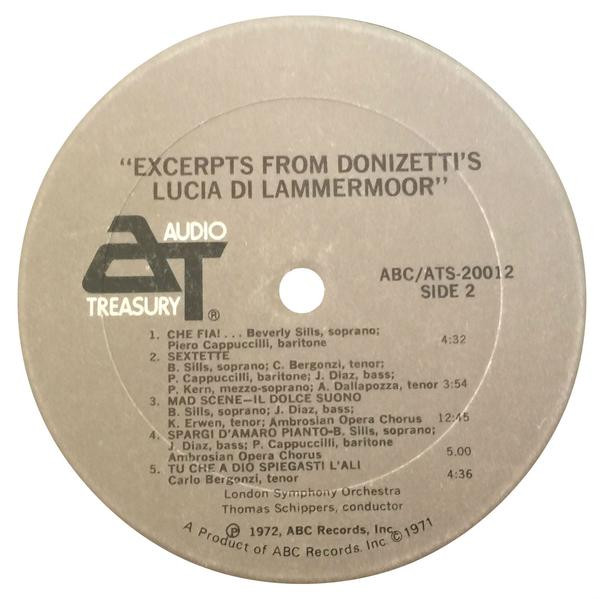 "EXCERPTS FROM DONIZETTI'S
LUCIA DI LAMMERMOOR"
AT AUDIO
TREASURY ®
ABC/ATS-20012
SIDE 2
1. CHE FIA! . . . Beverly Sills, soprano;
Piero Cappuccilli, baritone 4:32
2. SEXTETTE
B. Sills, soprano; C. Bergonzi, tenor;
P. Cappuccilli, baritone; J. Diaz, bass;
P. Kern, mezzo-soprano; A. Dallapozza, tenor 3:54
3. MAD SCENE—IL DOLCE SUONO
B. Sills, soprano; J. Diaz, bass;
K. Erwen, tenor; Ambrosian Opera Chorus 12:45
4. SPARGI D'AMARO PIANTO-B. Sills, soprano;
J. Diaz, bass; P. Cappuccilli, baritone
Ambrosian Opera Chorus 5.00
5. TU CHE A DIO SPIEGASTI L'ALI
Carlo Bergonzi, tenor 4:36
London Symphony Orchestra
Thomas Schippers, conductor
℗ 1972, ABC Records, Inc.
A Product of ABC Records. Inc. © 1971